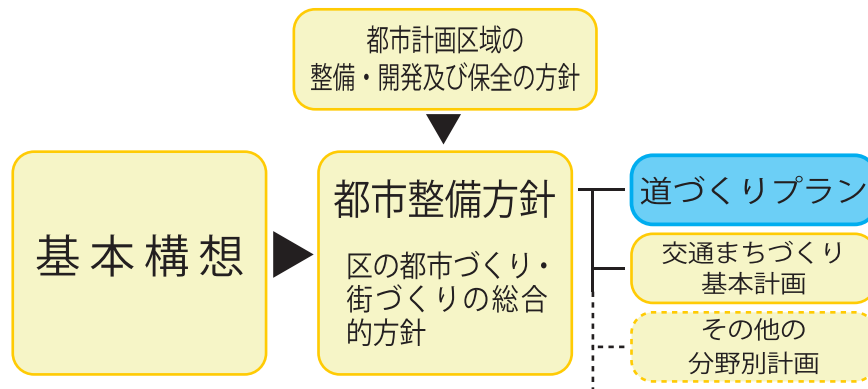 都市計画区域の
整備・開発及び保全の方針
基本構想
都市整備方針
区の都市づくり・
街づくりの総合
的方針
道づくりプラン
交通まちづくり
基本計画
その他の
分野別計画